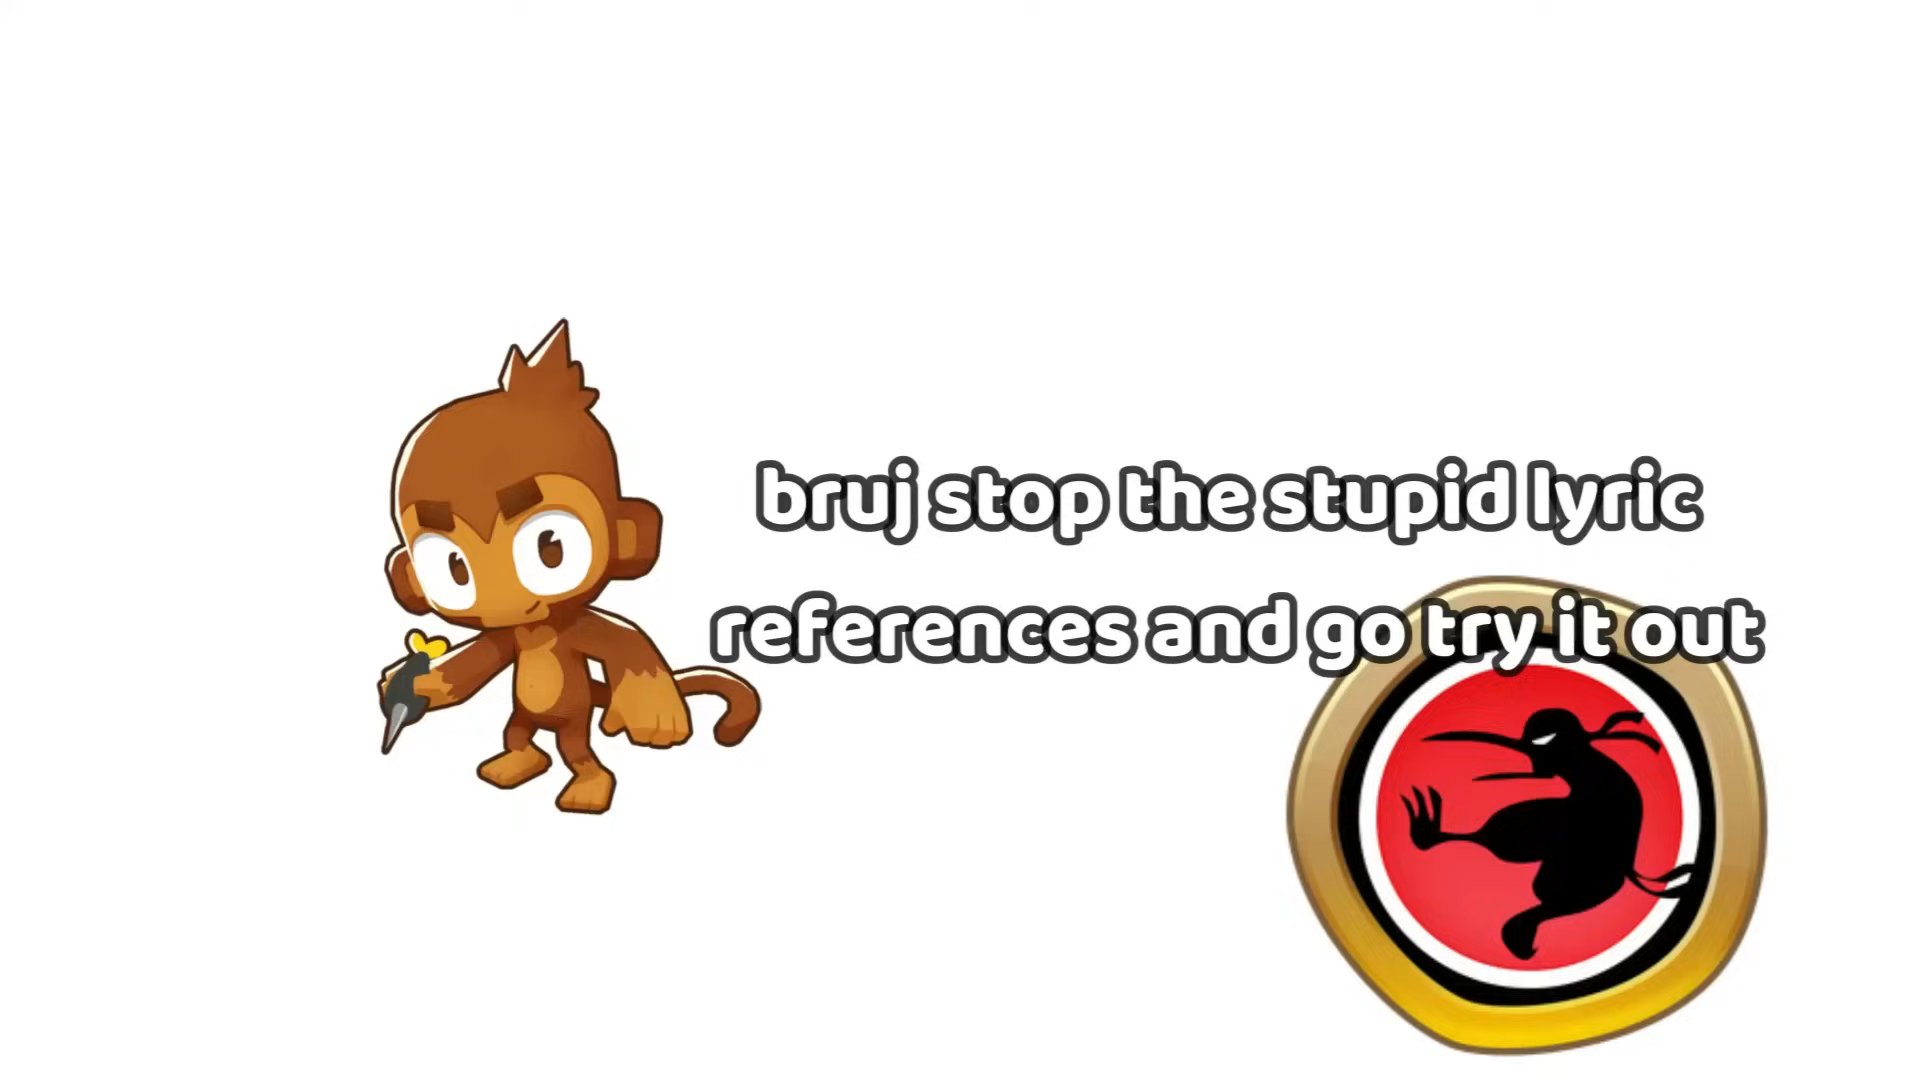 bruj stop the stupid lyric
references and go try it out